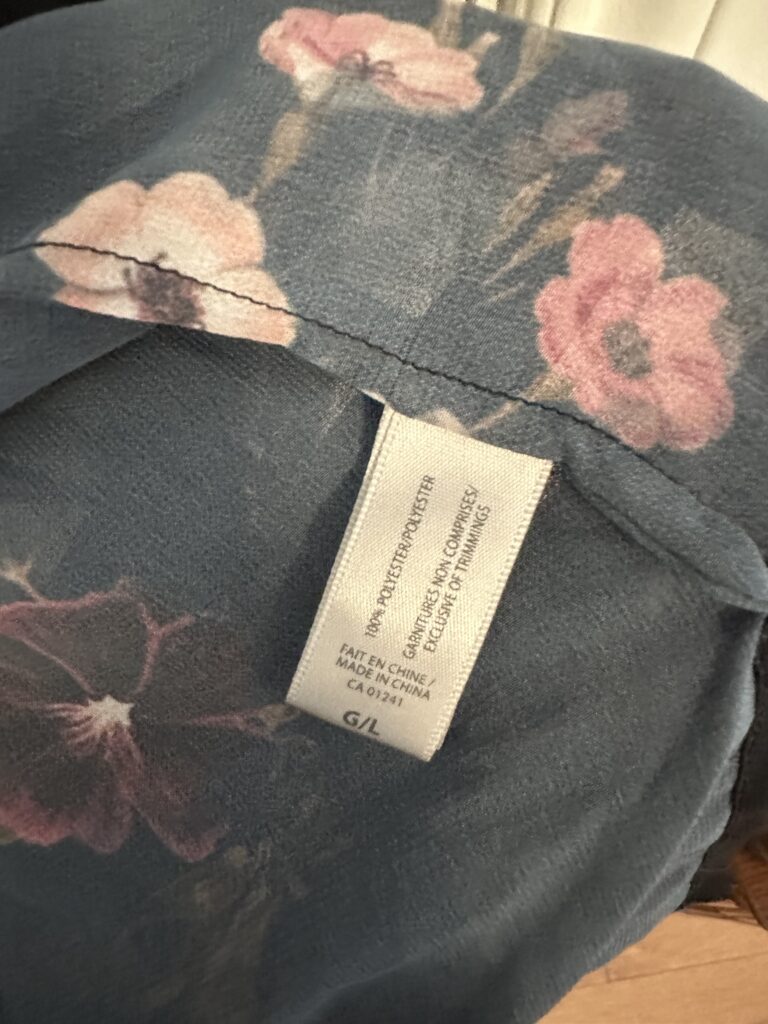 100% POLYESTER/POLYESTER
GARNITURES NON COMPRISES/
EXCLUSIVE OF TRIMMINGS
FAIT EN CHINE /
MADE IN CHINA
CA 01241
G/L